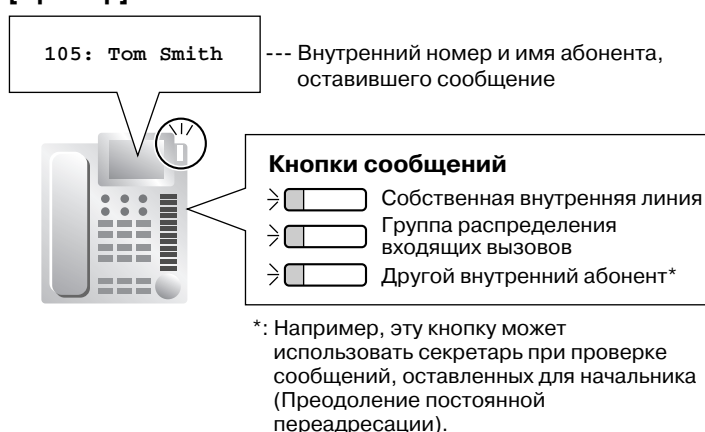 105: Tom Smith
--- Внутренний номер и имя абонента,
оставившего сообщение
Кнопки сообщений
Собственная внутренняя линия
Группа распределения
входящих вызовов
Другой внутренний абонент*
*: Например, эту кнопку может
использовать секретарь при проверке
сообщений, оставленных для начальника
(Преодоление постоянной
переадресации).